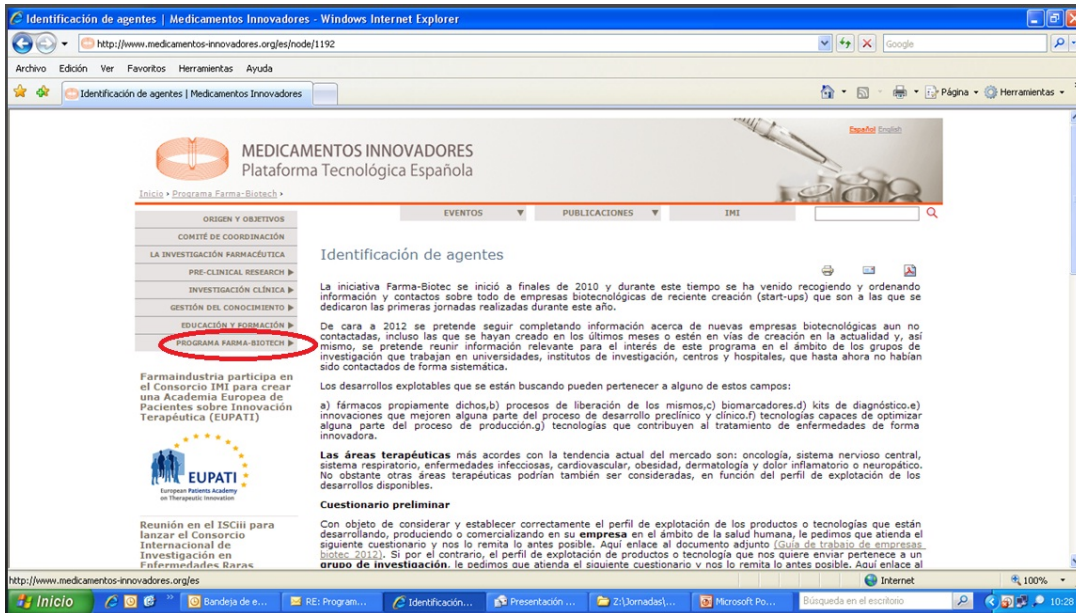 Identificación de agentes | Medicamentos Innovadores - Windows Internet Explorer
http://www.medicamentos-innovadores.org/es/node/1192
Google
Archivo Edición Ver Favoritos Herramientas Ayuda
Identificación de agentes | Medicamentos Innovadores
Página Herramientas
Español English
MEDICAMENTOS INNOVADORES
Plataforma Tecnológica Española
Inicio › Programa Farma-Biotech ›
EVENTOS PUBLICACIONES IMI
ORIGEN Y OBJETIVOS
COMITÉ DE COORDINACIÓN
LA INVESTIGACIÓN FARMACÉUTICA
PRE-CLINICAL RESEARCH
INVESTIGACIÓN CLÍNICA
GESTIÓN DEL CONOCIMIENTO
EDUCACIÓN Y FORMACIÓN
PROGRAMA FARMA-BIOTECH
Farmaindustria participa en
el Consorcio IMI para crear
una Academia Europea de
Pacientes sobre Innovación
Terapéutica (EUPATI)
EUPATI
European Patients Academy
on Therapeutic Innovation
Reunión en el ISCiii para
lanzar el Consorcio
Internacional de
Investigación en
Enfermedades Raras
Identificación de agentes
La iniciativa Farma-Biotec se inició a finales de 2010 y durante este tiempo se ha venido recogiendo y ordenando
información y contactos sobre todo de empresas biotecnológicas de reciente creación (start-ups) que son a las que se
dedicaron las primeras jornadas realizadas durante este año.
De cara a 2012 se pretende seguir completando información acerca de nuevas empresas biotecnológicas aun no
contactadas, incluso las que se hayan creado en los últimos meses o estén en vías de creación en la actualidad y, así
mismo, se pretende reunir información relevante para el interés de este programa en el ámbito de los grupos de
investigación que trabajan en universidades, institutos de investigación, centros y hospitales, que hasta ahora no habían
sido contactados de forma sistemática.
Los desarrollos explotables que se están buscando pueden pertenecer a alguno de estos campos:
a) fármacos propiamente dichos,b) procesos de liberación de los mismos,c) biomarcadores.d) kits de diagnóstico.e)
innovaciones que mejoren alguna parte del proceso de desarrollo preclínico y clínico.f) tecnologías capaces de optimizar
alguna parte del proceso de producción.g) tecnologías que contribuyen al tratamiento de enfermedades de forma
innovadora.
Las áreas terapéuticas más acordes con la tendencia actual del mercado son: oncología, sistema nervioso central,
sistema respiratorio, enfermedades infecciosas, cardiovascular, obesidad, dermatología y dolor inflamatorio o neuropático.
No obstante otras áreas terapéuticas podrían también ser consideradas, en función del perfil de explotación de los
desarrollos disponibles.
Cuestionario preliminar
Con objeto de considerar y establecer correctamente el perfil de explotación de los productos o tecnologías que están
desarrollando, produciendo o comercializando en su empresa en el ámbito de la salud humana, le pedimos que atienda el
siguiente cuestionario y nos lo remita lo antes posible. Aquí enlace al documento adjunto (Guía de trabajo de empresas
biotec 2012). Si por el contrario, el perfil de explotación de productos o tecnología que nos quiere enviar pertenece a un
grupo de investigación, le pedimos que atienda el siguiente cuestionario y nos lo remita lo antes posible. Aquí enlace al
http://www.medicamentos-innovadores.org/es
Internet 100%
Inicio
Bandeja de e...
RE: Program...
Identificación...
Presentación ...
Z:\Jornadas\...
Microsoft Po...
Búsqueda en el escritorio
10:28